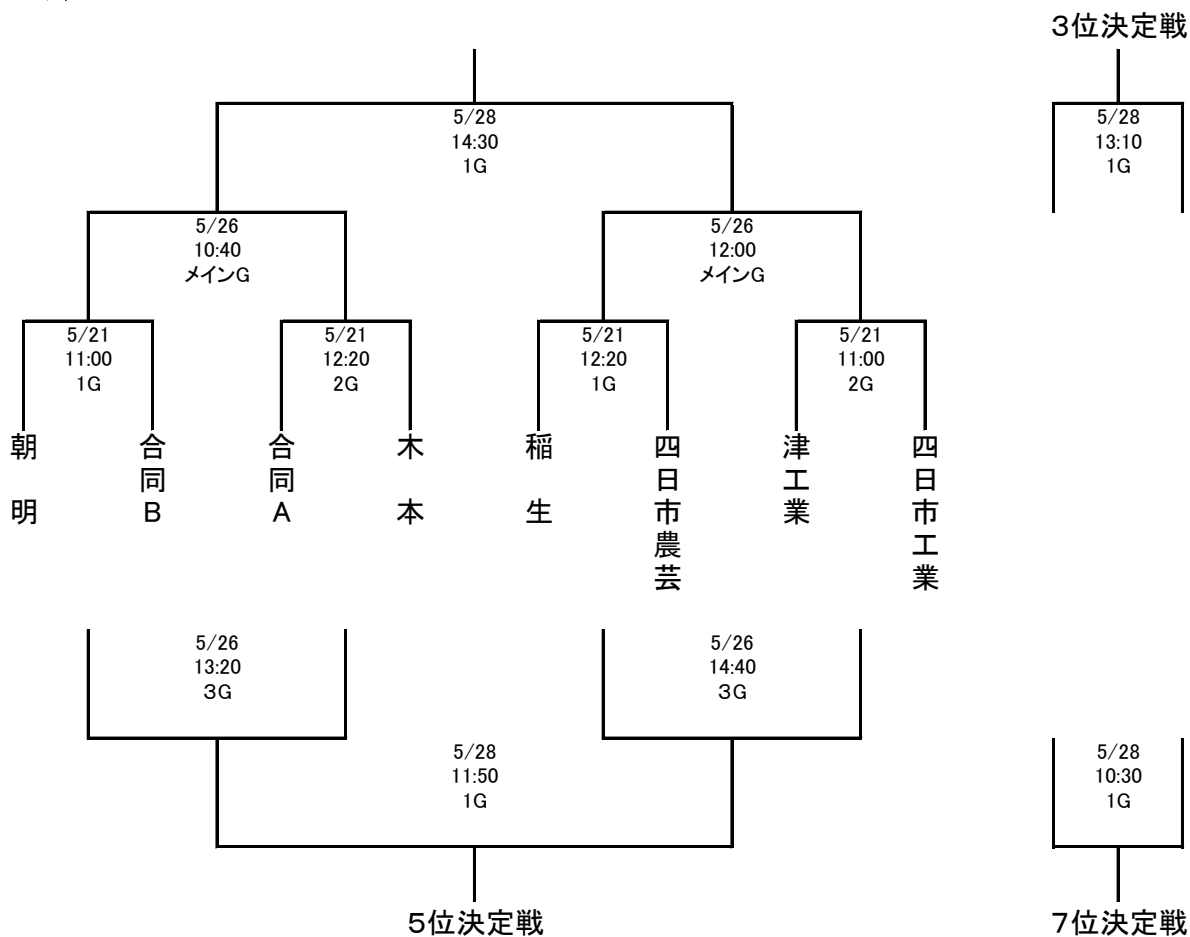 3位決定戦
5/28
14:30
1G
5/28
13:10
1G
5/26
10:40
メインG
5/26
12:00
メインG
5/21
11:00
1G
5/21
12:20
2G
5/21
12:20
1G
5/21
11:00
2G
朝明
合同B
合同A
木本
稲生
四日市農芸
津工業
四日市工業
5/26
13:20
3G
5/26
14:40
3G
5/28
11:50
1G
5/28
10:30
1G
5位決定戦
7位決定戦